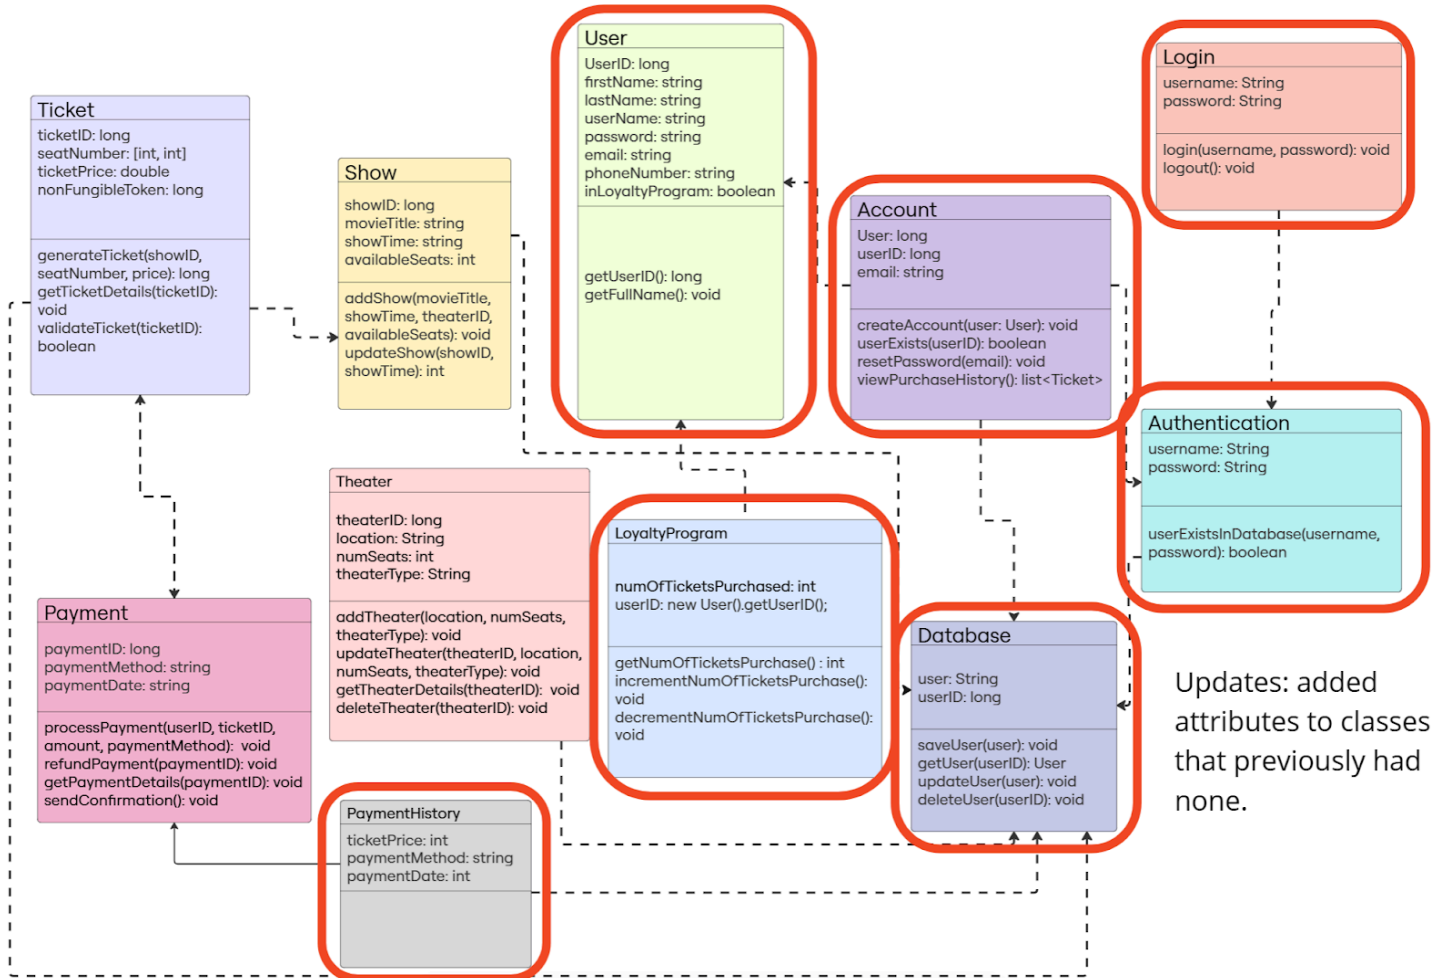 User
UserID: long
firstName: string
lastName: string
userName: string
password: string
email: string
phoneNumber: string
inLoyaltyProgram: boolean
getUserID(): long
getFullName(): void
Login
username: String
password: String
login(username, password): void
logout(): void
Ticket
ticketID: long
seatNumber: [int, int]
ticketPrice: double
nonFungibleToken: long
generateTicket(showID,
seatNumber, price): long
getTicketDetails(ticketID):
void
validateTicket(ticketID):
boolean
Show
showID: long
movieTitle: string
showTime: string
availableSeats: int
addShow(movieTitle,
showTime, theaterID,
availableSeats): void
updateShow(showID,
showTime): int
Account
User: long
userID: long
email: string
createAccount(user: User): void
userExists(userID): boolean
resetPassword(email): void
viewPurchaseHistory(): list<Ticket>
Authentication
username: String
password: String
userExistsInDatabase(username,
password): boolean
Theater
theaterID: long
location: String
numSeats: int
theaterType: String
addTheater(location, numSeats,
theaterType): void
updateTheater(theaterID, location,
numSeats, theaterType): void
getTheaterDetails(theaterID): void
deleteTheater(theaterID): void
LoyaltyProgram
numOfTicketsPurchased: int
userID: new User().getUserID();
getNumOfTicketsPurchase() : int
incrementNumOfTicketsPurchase():
void
decrementNumOfTicketsPurchase():
void
Payment
paymentID: long
paymentMethod: string
paymentDate: string
processPayment(userID, ticketID,
amount, paymentMethod): void
refundPayment(paymentID): void
getPaymentDetails(paymentID): void
sendConfirmation(): void
Database
user: String
userID: long
saveUser(user): void
getUser(userID): User
updateUser(user): void
deleteUser(userID): void
Updates: added
attributes to classes
that previously had
none.
PaymentHistory
ticketPrice: int
paymentMethod: string
paymentDate: int